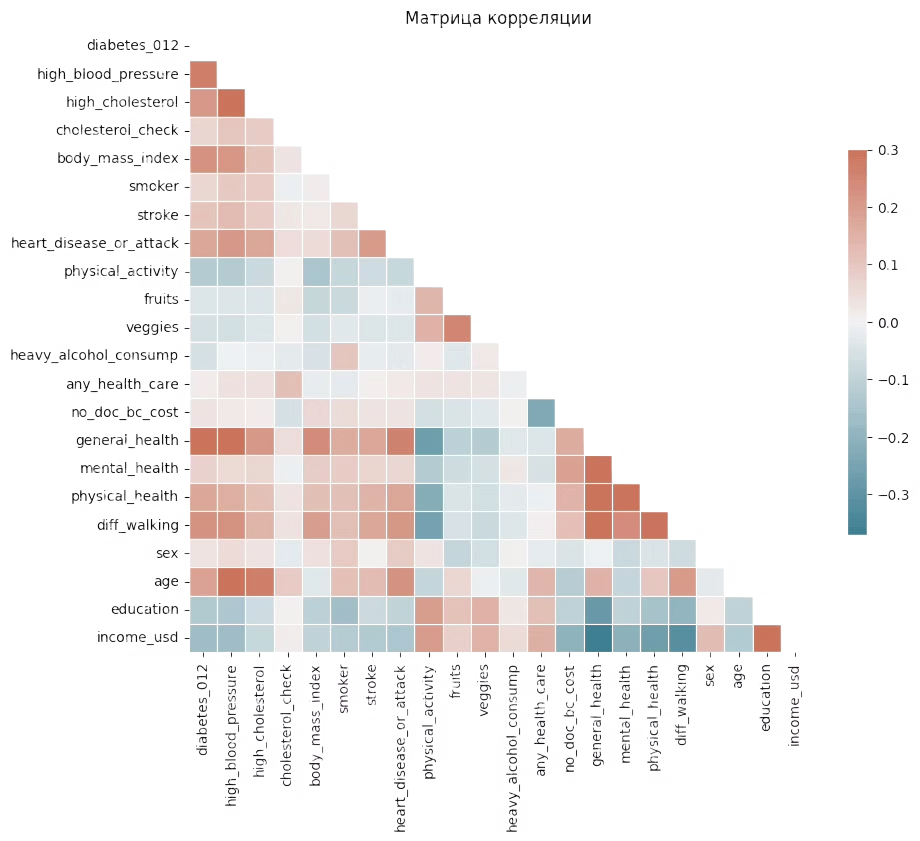 Матрица корреляции
diabetes_012
high_blood_pressure
high_cholesterol
cholesterol_check
body_mass_index
smoker
stroke
heart_disease_or_attack
physical_activity
fruits
veggies
heavy_alcohol_consump
any_health_care
no_doc_bc_cost
general_health
mental_health
physical_health
diff_walking
sex
age
education
income_usd
0.3
0.2
0.1
0.0
−0.1
−0.2
−0.3
diabetes_012
high_blood_pressure
high_cholesterol
cholesterol_check
body_mass_index
smoker
stroke
heart_disease_or_attack
physical_activity
fruits
veggies
heavy_alcohol_consump
any_health_care
no_doc_bc_cost
general_health
mental_health
physical_health
diff_walking
sex
age
education
income_usd